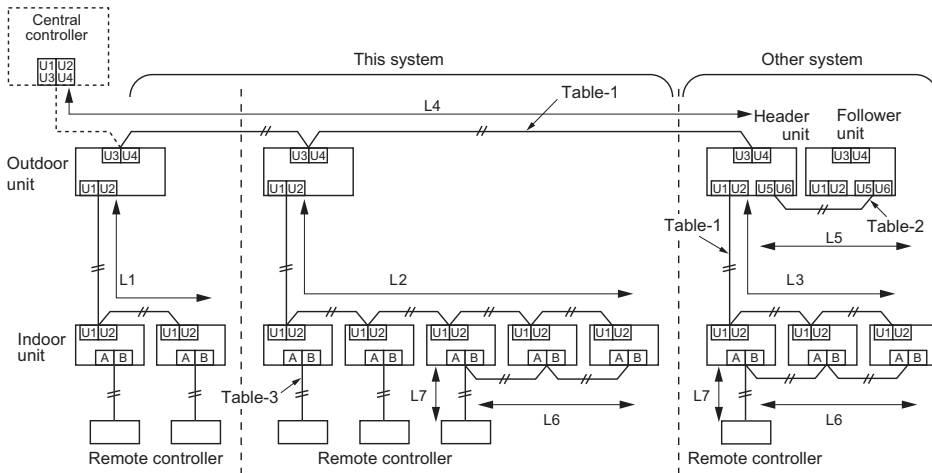 Central
controller
U1 U2
U3 U4
This system
Other system
L4
Table-1
Header
unit
Follower
unit
Outdoor
unit
U3 U4
U3 U4
U3 U4
U3 U4
U1 U2
U1 U2
U1 U2
U5 U6
U1 U2
U5 U6
Table-1
Table-2
L5
L1
L2
L3
Indoor
unit
U1 U2
U1 U2
U1 U2
U1 U2
U1 U2
U1 U2
U1 U2
U1 U2
U1 U2
U1 U2
A B
A B
A B
A B
A B
A B
A B
A B
A B
A B
Table-3
L7
L6
L7
L6
Remote controller
Remote controller
Remote controller